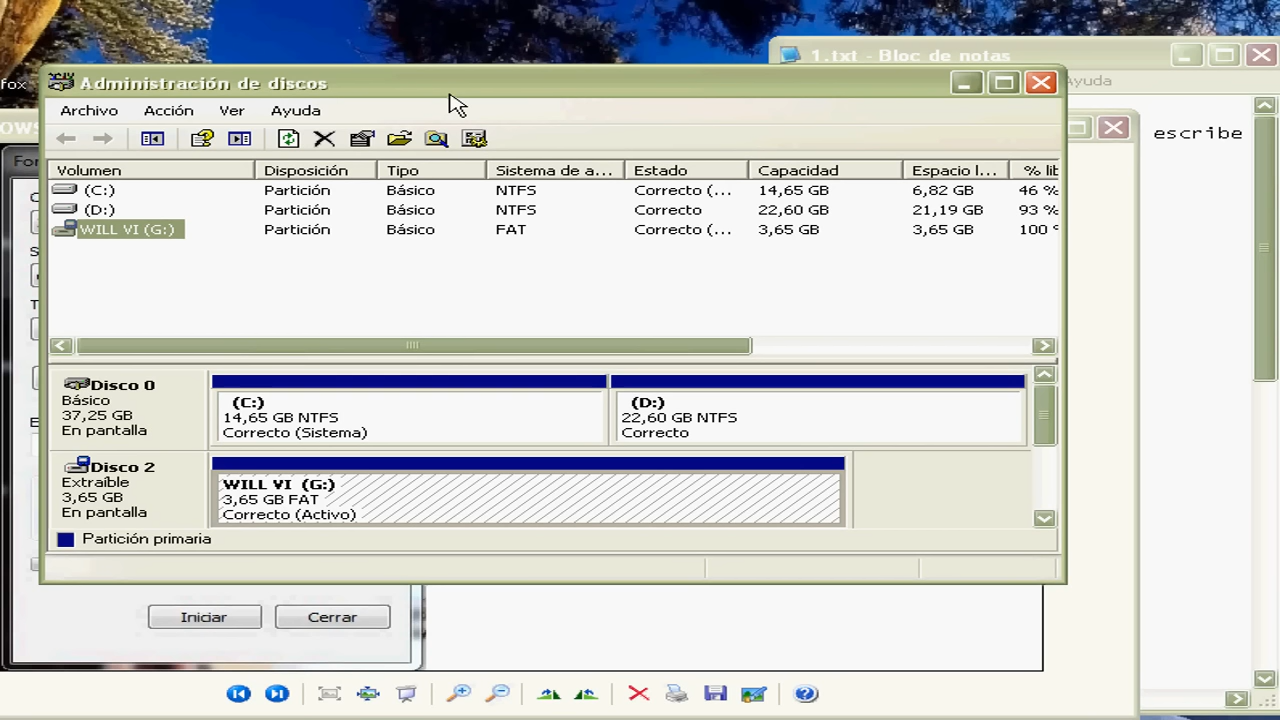 1.txt - Bloc de notas
Ayuda
escribe
fox
Administración de discos
Archivo Acción Ver Ayuda
Volumen Disposición Tipo Sistema de a... Estado Capacidad Espacio l... % lib
(C:) Partición Básico NTFS Correcto (... 14,65 GB 6,82 GB 46 %
(D:) Partición Básico NTFS Correcto 22,60 GB 21,19 GB 93 %
WILL VI (G:) Partición Básico FAT Correcto (... 3,65 GB 3,65 GB 100 %
Disco 0
Básico
37,25 GB
En pantalla
(C:)
14,65 GB NTFS
Correcto (Sistema)
(D:)
22,60 GB NTFS
Correcto
Disco 2
Extraíble
3,65 GB
En pantalla
WILL VI (G:)
3,65 GB FAT
Correcto (Activo)
Partición primaria
Iniciar Cerrar